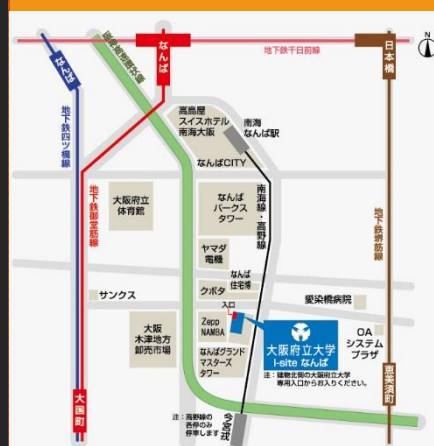 なんば
地下鉄千日前線
日本橋
N
なんば
阪神高速環状線
高島屋
スイスホテル
南海大阪
南海
なんば駅
なんばCITY
地下鉄四ツ橋線
地下鉄御堂筋線
大阪府立
体育館
なんば
パークス
タワー
南海線・高野線
地下鉄堺筋線
ヤマダ
電機
なんば
住宅博
クボタ
サンクス
入口
愛染橋病院
大阪
木津地方
卸売市場
Zepp
NAMBA
大阪府立大学
I-site なんば
OA
システム
プラザ
なんばグランド
マスターズ
タワー
注：建物北側の大阪府立大学
専用入口からお入りください。
大国町
恵美須町
注：高野線の
各停のみ
停車します
今宮戎